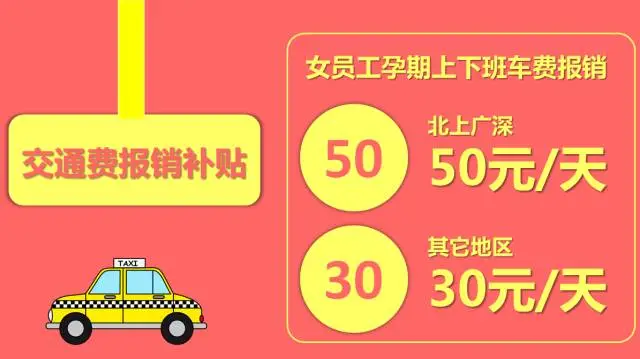 交通费报销补贴
TAXI
女员工孕期上下班车费报销
50
北上广深
50元/天
30
其它地区
30元/天